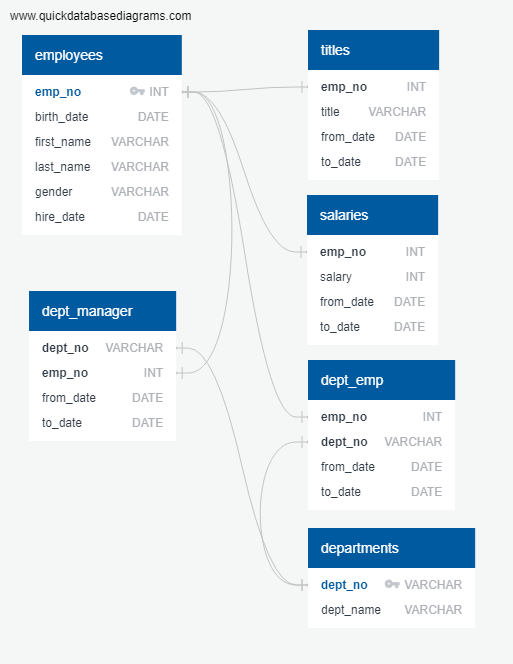 www.quickdatabasediagrams.com
employees
emp_no INT
birth_date DATE
first_name VARCHAR
last_name VARCHAR
gender VARCHAR
hire_date DATE
titles
emp_no INT
title VARCHAR
from_date DATE
to_date DATE
salaries
emp_no INT
salary INT
from_date DATE
to_date DATE
dept_manager
dept_no VARCHAR
emp_no INT
from_date DATE
to_date DATE
dept_emp
emp_no INT
dept_no VARCHAR
from_date DATE
to_date DATE
departments
dept_no VARCHAR
dept_name VARCHAR